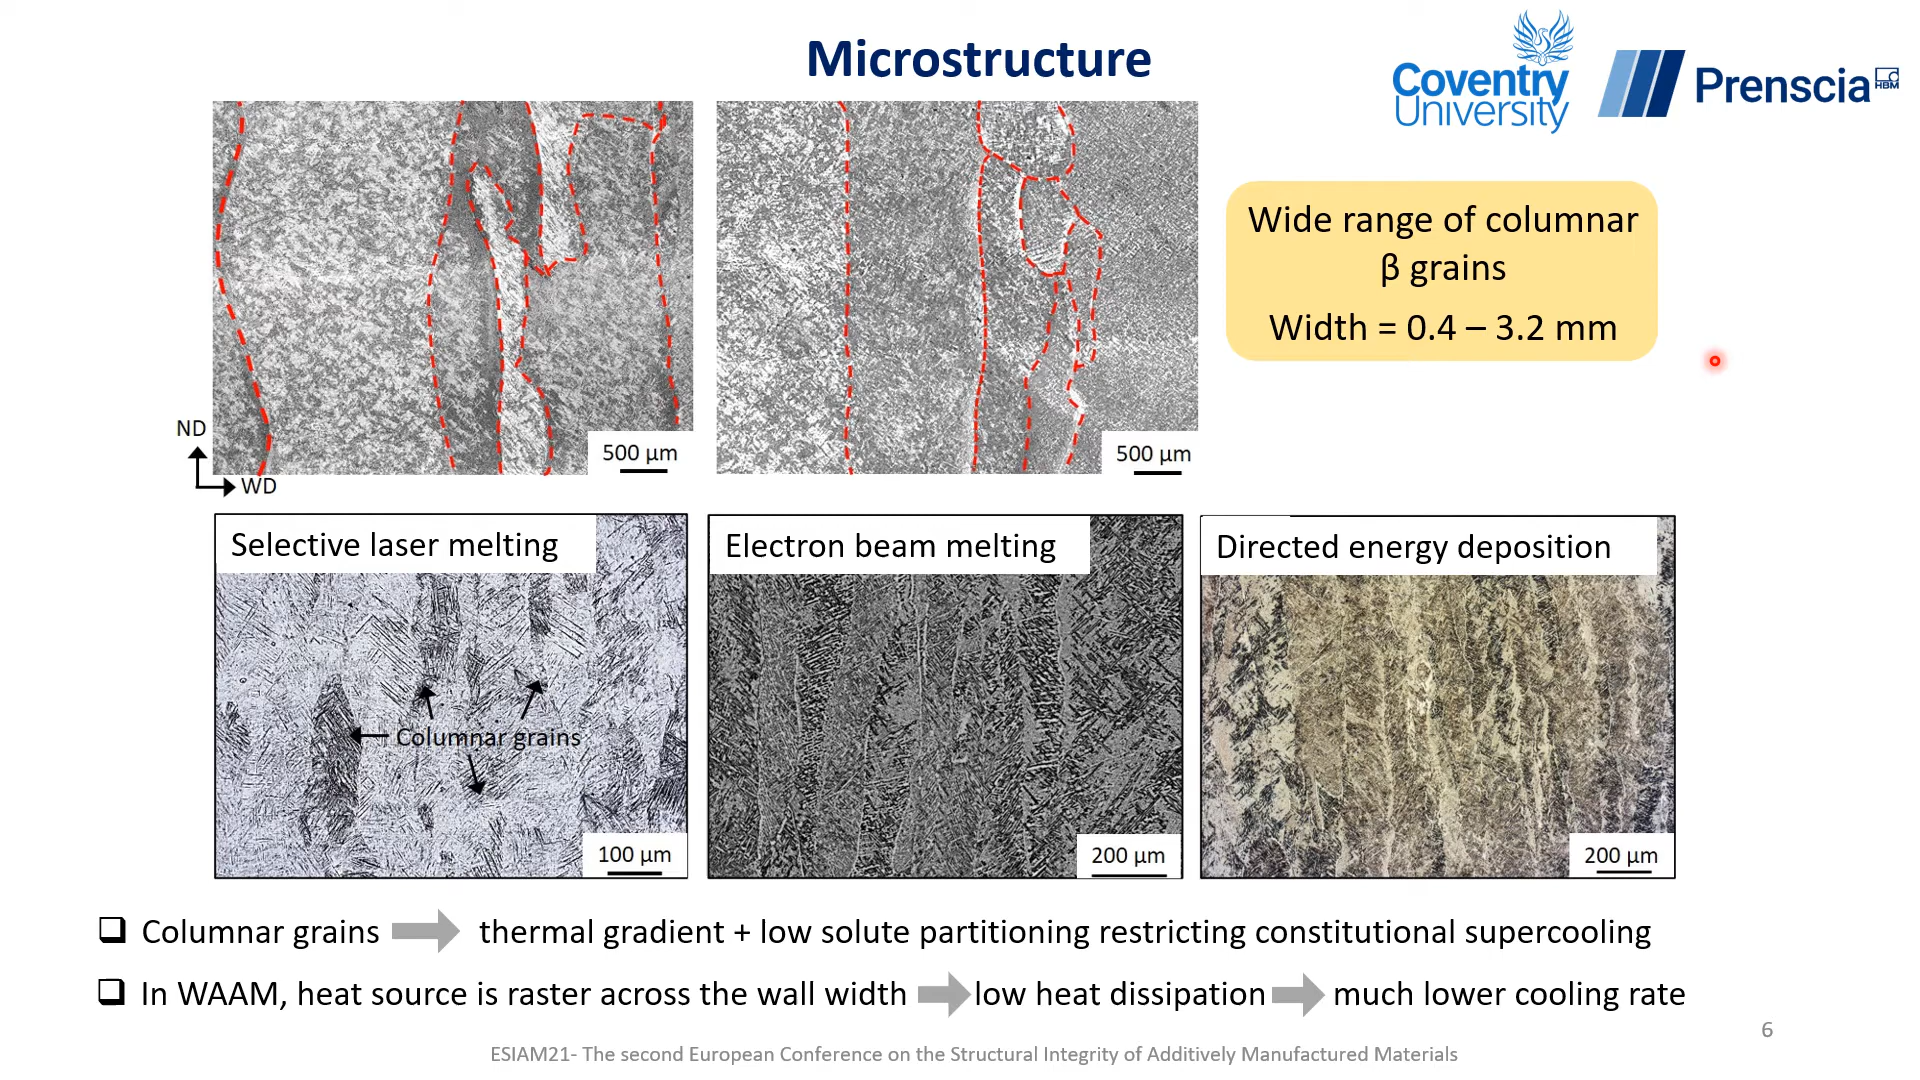 Microstructure
Coventry
University
Prenscia
HBM
Wide range of columnar
β grains
Width = 0.4 – 3.2 mm
ND
WD
500 µm
500 µm
Selective laser melting
Electron beam melting
Directed energy deposition
Columnar grains
100 µm
200 µm
200 µm
Columnar grains thermal gradient + low solute partitioning restricting constitutional supercooling
In WAAM, heat source is raster across the wall width low heat dissipation much lower cooling rate
6
ESIAM21- The second European Conference on the Structural Integrity of Additively Manufactured Materials